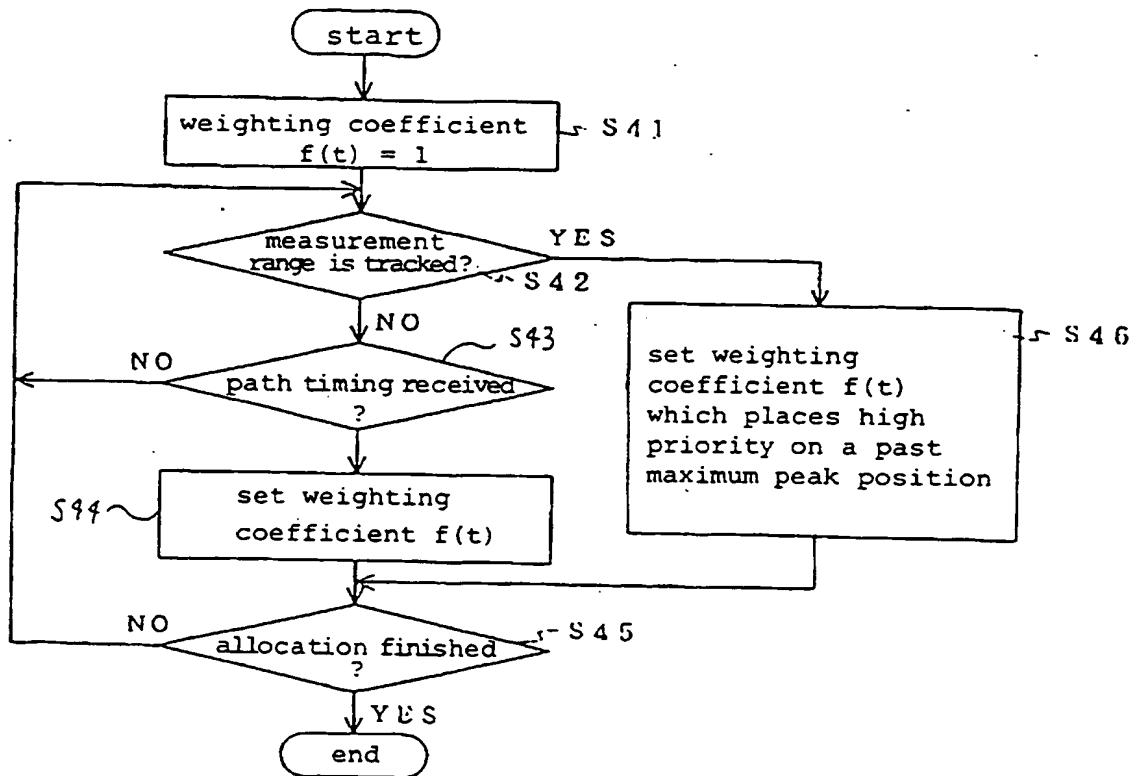 start
weighting coefficient
f(t) = 1
S41
measurement
range is tracked?
YES
S42
NO
S43
NO
path timing received
?
S46
set weighting
coefficient f(t)
which places high
priority on a past
maximum peak position
S44
set weighting
coefficient f(t)
NO
S45
allocation finished
?
YES
end